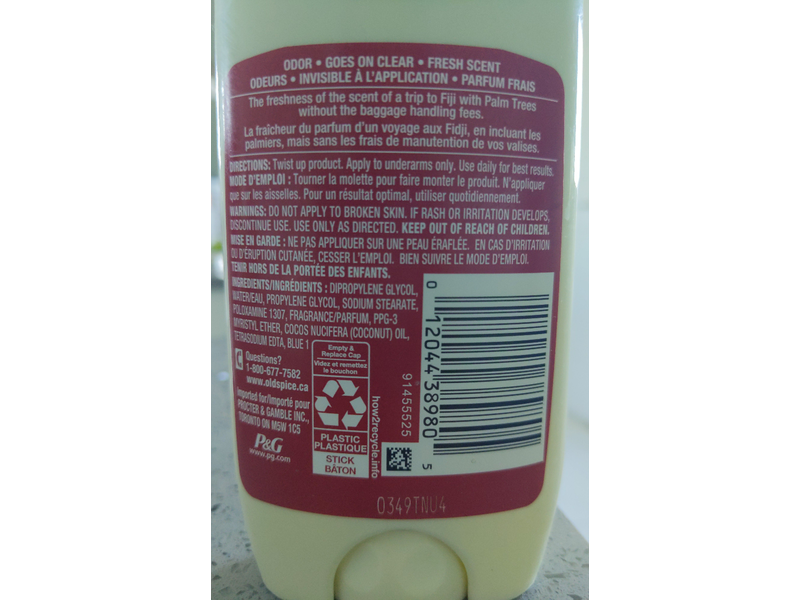 ODOR • GOES ON CLEAR • FRESH SCENT
ODEURS • INVISIBLE À L'APPLICATION • PARFUM FRAIS
The freshness of the scent of a trip to Fiji with Palm Trees
without the baggage handling fees.
La fraîcheur du parfum d'un voyage aux Fidji, en incluant les
palmiers, mais sans les frais de manutention de vos valises.
DIRECTIONS: Twist up product. Apply to underarms only. Use daily for best results.
MODE D'EMPLOI : Tourner la molette pour faire monter le produit. N'appliquer
que sur les aisselles. Pour un résultat optimal, utiliser quotidiennement.
WARNINGS: DO NOT APPLY TO BROKEN SKIN. IF RASH OR IRRITATION DEVELOPS,
DISCONTINUE USE. USE ONLY AS DIRECTED. KEEP OUT OF REACH OF CHILDREN.
MISE EN GARDE : NE PAS APPLIQUER SUR UNE PEAU ÉRAFLÉE. EN CAS D'IRRITATION
OU D'ÉRUPTION CUTANÉE, CESSER L'EMPLOI. BIEN SUIVRE LE MODE D'EMPLOI.
TENIR HORS DE LA PORTÉE DES ENFANTS.
INGREDIENTS/INGRÉDIENTS : DIPROPYLENE GLYCOL,
WATER/EAU, PROPYLENE GLYCOL, SODIUM STEARATE,
POLOXAMINE 1307, FRAGRANCE/PARFUM, PPG-3
MYRISTYL ETHER, COCOS NUCIFERA (COCONUT) OIL,
TETRASODIUM EDTA, BLUE 1
Questions?
1-800-677-7582
www.oldspice.ca
Imported for/Importé pour
PROCTER & GAMBLE INC.,
TORONTO ON M5W 1C5
P&G
www.pg.com
Empty &
Replace Cap
Videz et remettez
le bouchon
PLASTIC
PLASTIQUE
STICK
BÂTON
how2recycle.info
91455525
0 12044 38980 5
0349TNU4